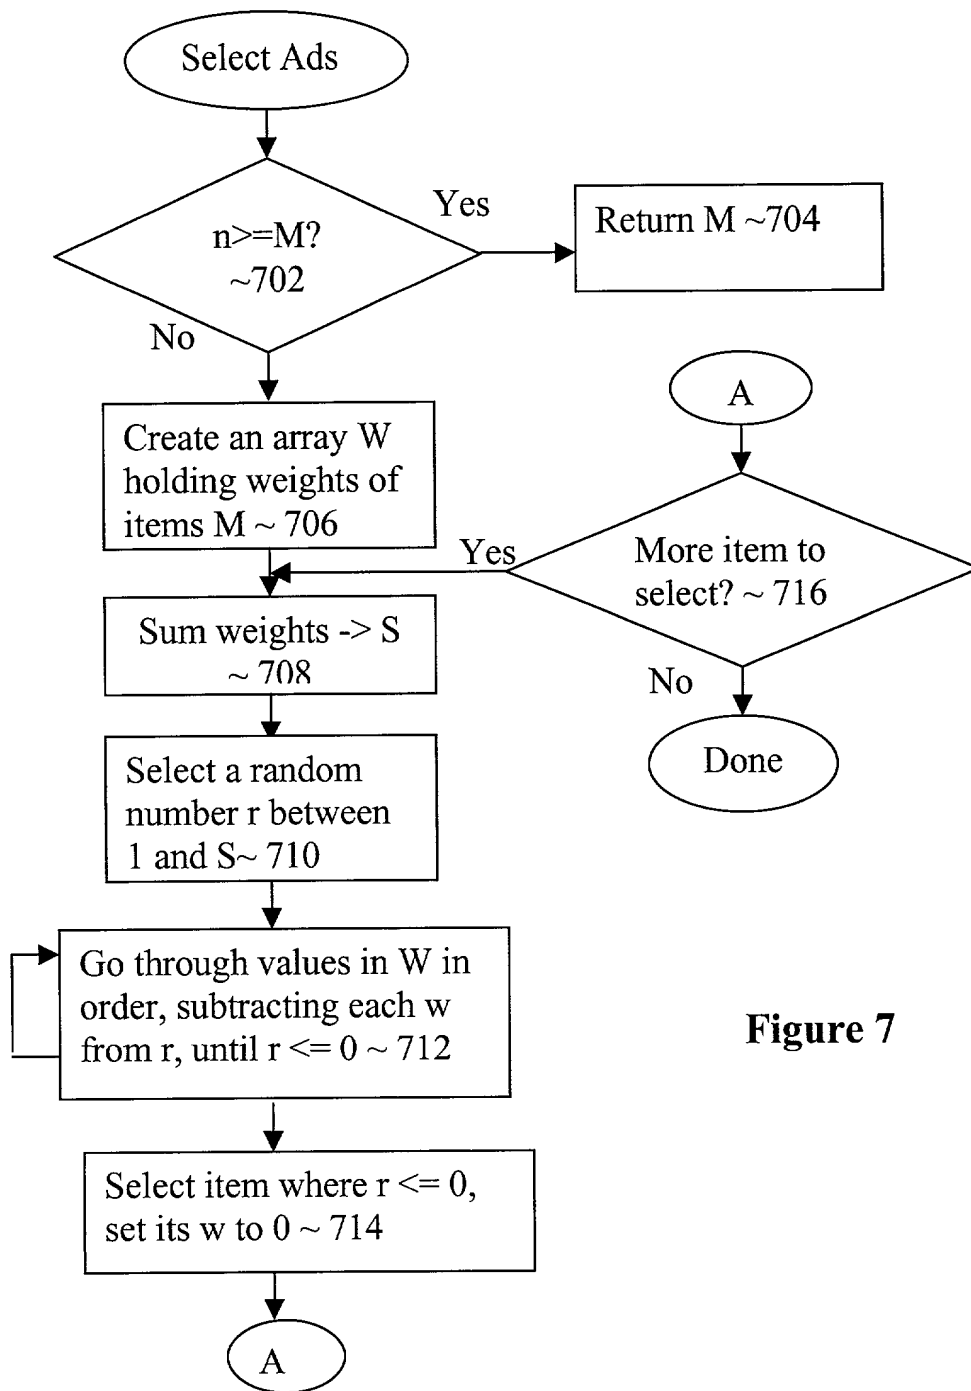 Select Ads
n>=M?
~702
Yes
No
Return M ~704
Create an array W
holding weights of
items M ~ 706
Sum weights -> S
~ 708
Select a random
number r between
1 and S~ 710
Go through values in W in
order, subtracting each w
from r, until r <= 0 ~ 712
Select item where r <= 0,
set its w to 0 ~ 714
A
A
More item to
select? ~ 716
Yes
No
Done
Figure 7